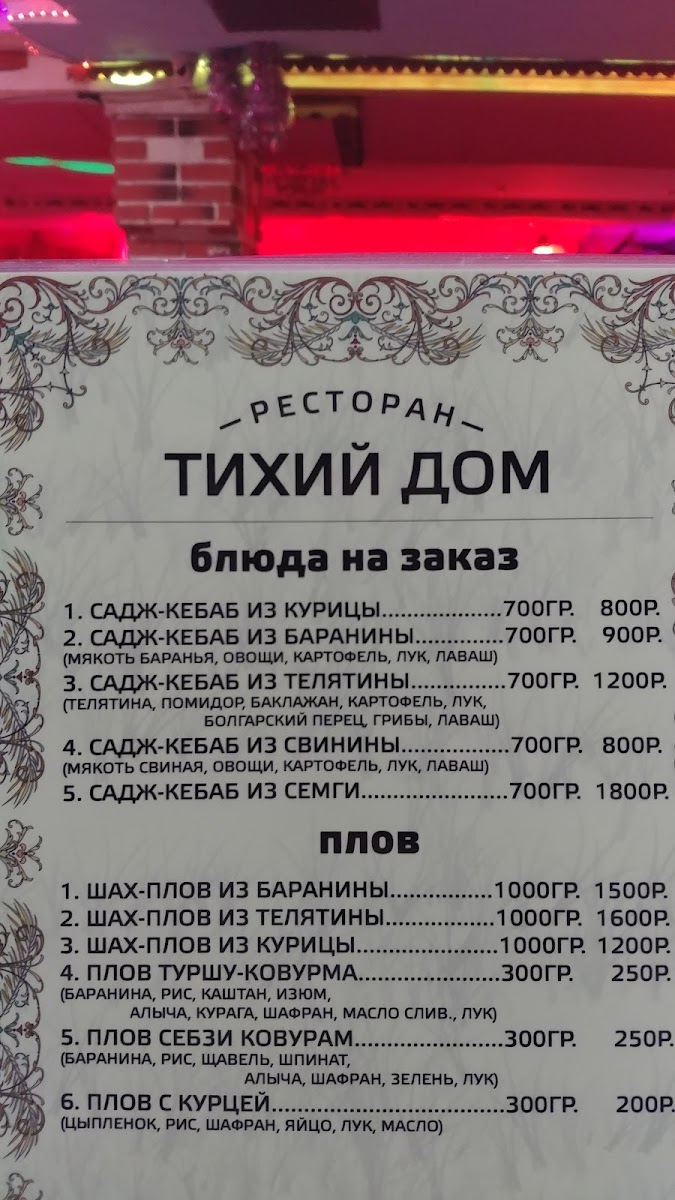 РЕСТОРАН
ТИХИЙ ДОМ
блюда на заказ
1. САДЖ-КЕБАБ ИЗ КУРИЦЫ..................700ГР. 800Р.
2. САДЖ-КЕБАБ ИЗ БАРАНИНЫ.............700ГР. 900Р.
(МЯКОТЬ БАРАНЬЯ, ОВОЩИ, КАРТОФЕЛЬ, ЛУК, ЛАВАШ)
3. САДЖ-КЕБАБ ИЗ ТЕЛЯТИНЫ..............700ГР. 1200Р.
(ТЕЛЯТИНА, ПОМИДОР, БАКЛАЖАН, КАРТОФЕЛЬ, ЛУК,
БОЛГАРСКИЙ ПЕРЕЦ, ГРИБЫ, ЛАВАШ)
4. САДЖ-КЕБАБ ИЗ СВИНИНЫ................700ГР. 800Р.
(МЯКОТЬ СВИНАЯ, ОВОЩИ, КАРТОФЕЛЬ, ЛУК, ЛАВАШ)
5. САДЖ-КЕБАБ ИЗ СЕМГИ......................700ГР. 1800Р.
плов
1. ШАХ-ПЛОВ ИЗ БАРАНИНЫ...............1000ГР. 1500Р.
2. ШАХ-ПЛОВ ИЗ ТЕЛЯТИНЫ................1000ГР. 1600Р.
3. ШАХ-ПЛОВ ИЗ КУРИЦЫ.....................1000ГР. 1200Р.
4. ПЛОВ ТУРШУ-КОВУРМА.....................300ГР. 250Р.
(БАРАНИНА, РИС, КАШТАН, ИЗЮМ,
АЛЫЧА, КУРАГА, ШАФРАН, МАСЛО СЛИВ., ЛУК)
5. ПЛОВ СЕБЗИ КОВУРАМ......................300ГР. 250Р.
(БАРАНИНА, РИС, ЩАВЕЛЬ, ШПИНАТ,
АЛЫЧА, ШАФРАН, ЗЕЛЕНЬ, ЛУК)
6. ПЛОВ С КУРЦЕЙ...................................300ГР. 200Р.
(ЦЫПЛЕНОК, РИС, ШАФРАН, ЯЙЦО, ЛУК, МАСЛО)